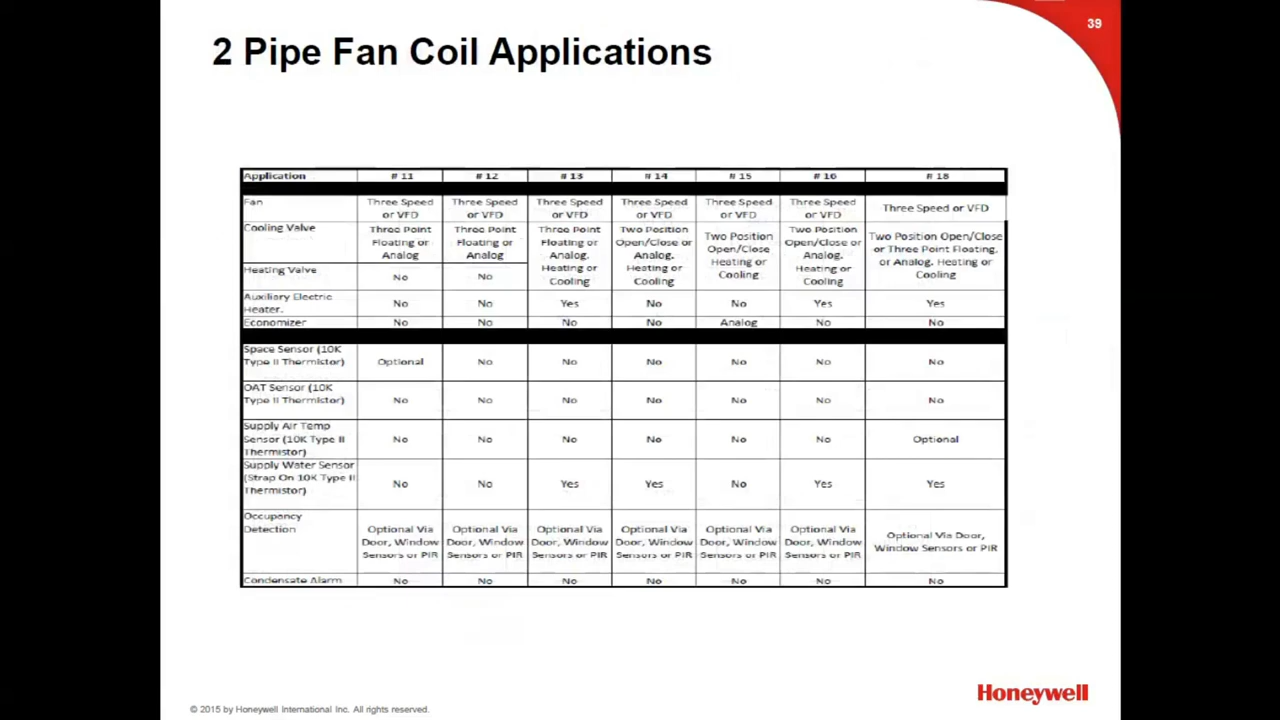 39
2 Pipe Fan Coil Applications
Application # 11 # 12 # 13 # 14 # 15 # 16 # 18
Fan
Three Speed or VFD
Three Speed or VFD
Three Speed or VFD
Three Speed or VFD
Three Speed or VFD
Three Speed or VFD
Three Speed or VFD
Cooling Valve
Three Point
Floating or
Analog
Three Point
Floating or
Analog
Three Point
Floating or
Analog.
Heating or
Cooling
Two Position
Open/Close or
Analog.
Heating or
Cooling
Two Position
Open/Close
Heating or
Cooling
Two Position
Open/Close or
Analog.
Heating or
Cooling
Two Position Open/Close
or Three Point Floating,
or Analog. Heating or
Cooling
Heating Valve No No
Auxiliary Electric
Heater.
No No Yes No No Yes Yes
Economizer No No No No Analog No No
Space Sensor (10K
Type II Thermistor)
Optional No No No No No No
OAT Sensor (10K
Type II Thermistor)
No No No No No No No
Supply Air Temp
Sensor (10K Type II
Thermistor)
No No No No No No Optional
Supply Water Sensor
(Strap On 10K Type II
Thermistor)
No No Yes Yes No Yes Yes
Occupancy
Detection
Optional Via
Door, Window
Sensors or PIR
Optional Via
Door, Window
Sensors or PIR
Optional Via
Door, Window
Sensors or PIR
Optional Via
Door, Window
Sensors or PIR
Optional Via
Door, Window
Sensors or PIR
Optional Via
Door, Window
Sensors or PIR
Optional Via Door,
Window Sensors or PIR
Condensate Alarm No No No No No No No
Honeywell
© 2015 by Honeywell International Inc. All rights reserved.